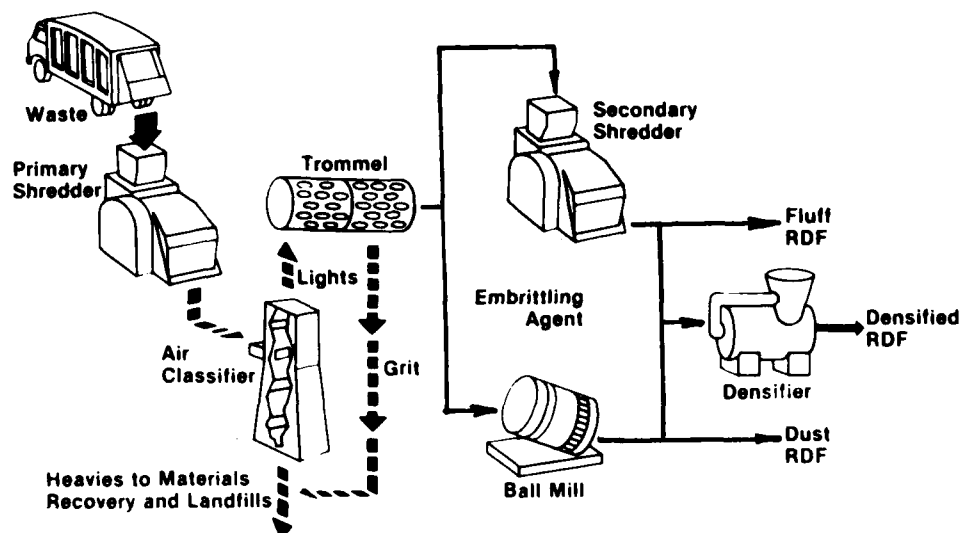 Waste
Primary
Shredder
Trommel
Secondary
Shredder
Lights
Air
Classifier
Grit
Embrittling
Agent
Fluff
RDF
Densified
RDF
Densifier
Dust
RDF
Ball Mill
Heavies to Materials
Recovery and Landfills